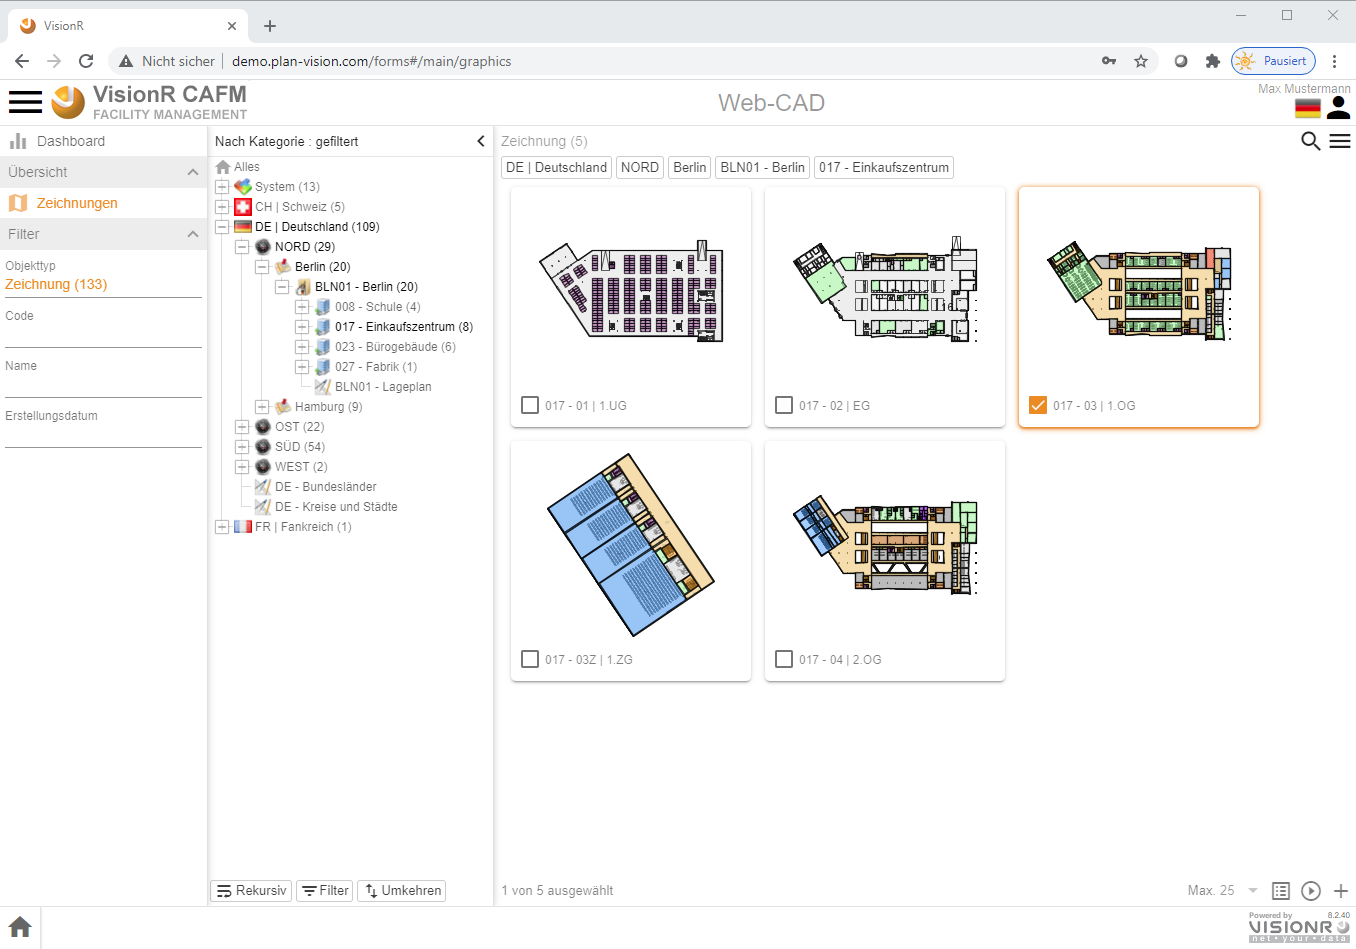 VisionR
Nicht sicher
demo.plan-vision.com/forms#/main/graphics
Pausiert
VisionR CAFM
FACILITY MANAGEMENT
Web-CAD
Max Mustermann
Dashboard
Übersicht
Zeichnungen
Filter
Objekttyp
Zeichnung (133)
Code
Name
Erstellungsdatum
Nach Kategorie : gefiltert
Alles
System (13)
CH | Schweiz (5)
DE | Deutschland (109)
NORD (29)
Berlin (20)
BLN01 - Berlin (20)
008 - Schule (4)
017 - Einkaufszentrum (8)
023 - Bürogebäude (6)
027 - Fabrik (1)
BLN01 - Lageplan
Hamburg (9)
OST (22)
SÜD (54)
WEST (2)
DE - Bundesländer
DE - Kreise und Städte
FR | Fankreich (1)
Rekursiv
Filter
Umkehren
Zeichnung (5)
DE | Deutschland
NORD
Berlin
BLN01 - Berlin
017 - Einkaufszentrum
017 - 01 | 1.UG
017 - 02 | EG
017 - 03 | 1.OG
017 - 03Z | 1.ZG
017 - 04 | 2.OG
1 von 5 ausgewählt
Max. 25
Powered by
8.2.40
VISIONR
net • your • data